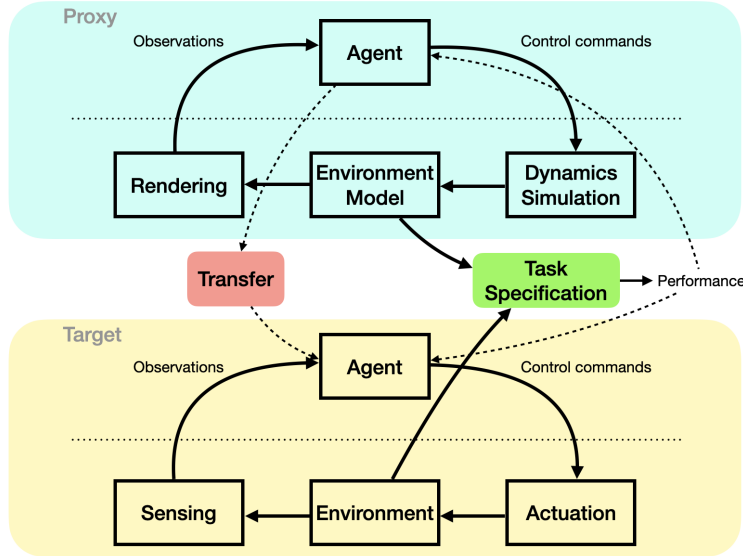 Proxy
Observations
Agent
Control commands
Rendering
Environment
Model
Dynamics
Simulation
Transfer
Task
Specification
Performance
Target
Observations
Agent
Control commands
Sensing
Environment
Actuation